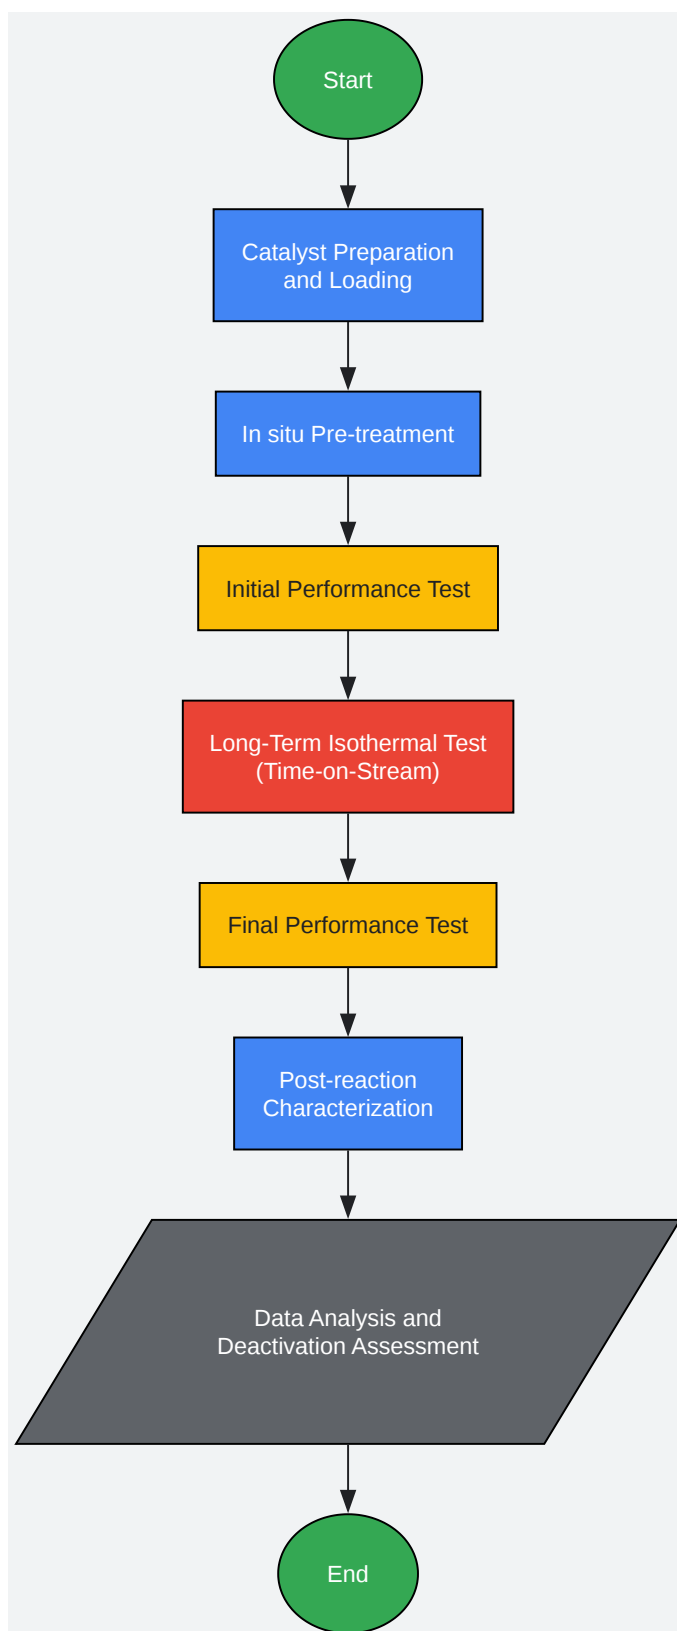 Start
Catalyst Preparation
and Loading
In situ Pre-treatment
Initial Performance Test
Long-Term Isothermal Test
(Time-on-Stream)
Final Performance Test
Post-reaction
Characterization
Data Analysis and
Deactivation Assessment
End